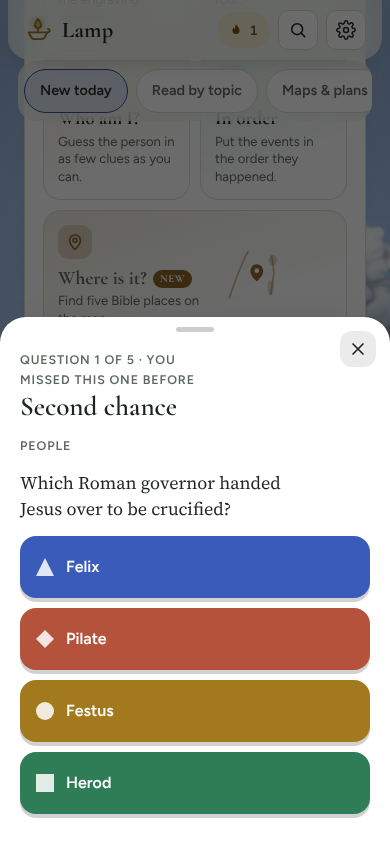 Lamp
1
New today
Read by topic
Maps & plans
Who am I?
In order
Guess the person in
as few clues as you
can.
Put the events in
the order they
happened.
Where is it? NEW
Find five Bible places on
the map.
QUESTION 1 OF 5 · YOU
MISSED THIS ONE BEFORE
Second chance
PEOPLE
Which Roman governor handed
Jesus over to be crucified?
Felix
Pilate
Festus
Herod